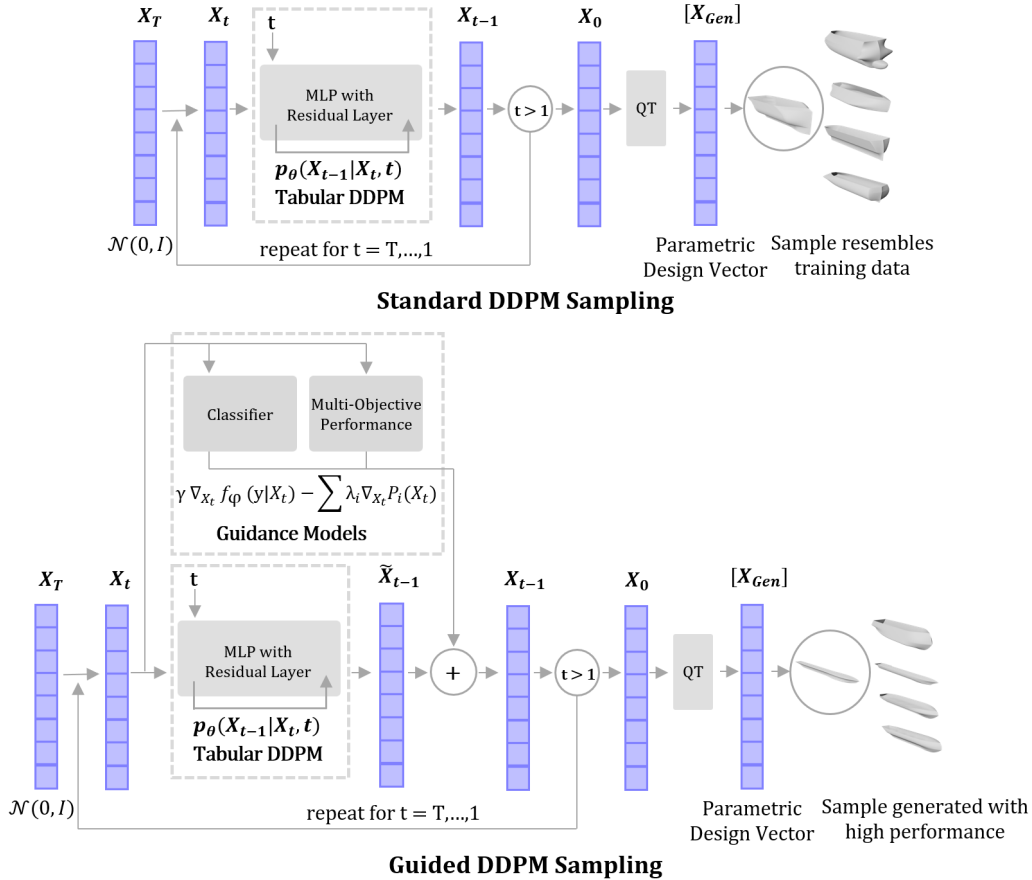 X_T X_t t X_{t−1} X_0 [X_{Gen}]
MLP with
Residual Layer
t > 1
QT
p_θ(X_{t−1}|X_t, t)
Tabular DDPM
𝒩(0, I)
repeat for t = T,...,1
Parametric
Design Vector
Sample resembles
training data
Standard DDPM Sampling
Classifier
Multi-Objective
Performance
γ ∇_{X_t} f_φ (y|X_t) − ∑ λ_i ∇_{X_t} P_i(X_t)
Guidance Models
X_T X_t t X̃_{t−1} X_{t−1} X_0 [X_{Gen}]
MLP with
Residual Layer
+
t > 1
QT
p_θ(X_{t−1}|X_t, t)
Tabular DDPM
𝒩(0, I)
repeat for t = T,...,1
Parametric
Design Vector
Sample generated with
high performance
Guided DDPM Sampling